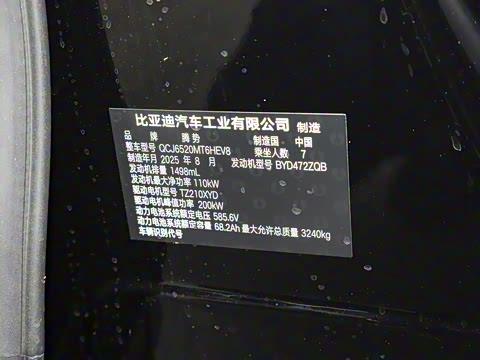 比亚迪汽车工业有限公司 制造
品牌 腾势 制造国 中国
整车型号 QCJ6520MT6HEV8 乘坐人数 7
制造年月 2025 年 8 月 发动机型号 BYD472ZQB
发动机排量 1498mL
发动机最大净功率 110kW
驱动电机型号 TZ210XYD
驱动电机峰值功率 200kW
动力电池系统额定电压 585.6V
动力电池系统额定容量 68.2Ah 最大允许总质量 3240kg
车辆识别代号